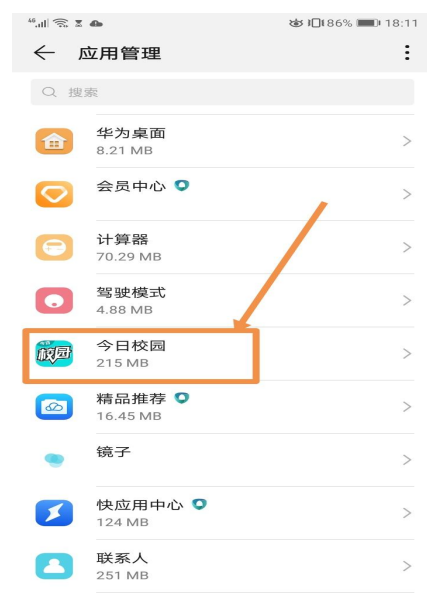 4G 86% 18:11
应用管理
搜索
华为桌面
8.21 MB
会员中心
计算器
70.29 MB
驾驶模式
4.88 MB
校园
今日校园
215 MB
精品推荐
16.45 MB
镜子
快应用中心
124 MB
联系人
251 MB